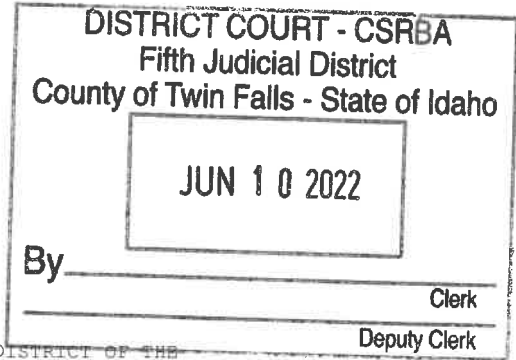 DISTRICT COURT - CSRBA
Fifth Judicial District
County of Twin Falls - State of Idaho
JUN 1 0 2022
By
Clerk
Deputy Clerk
DISTRICT OF THE